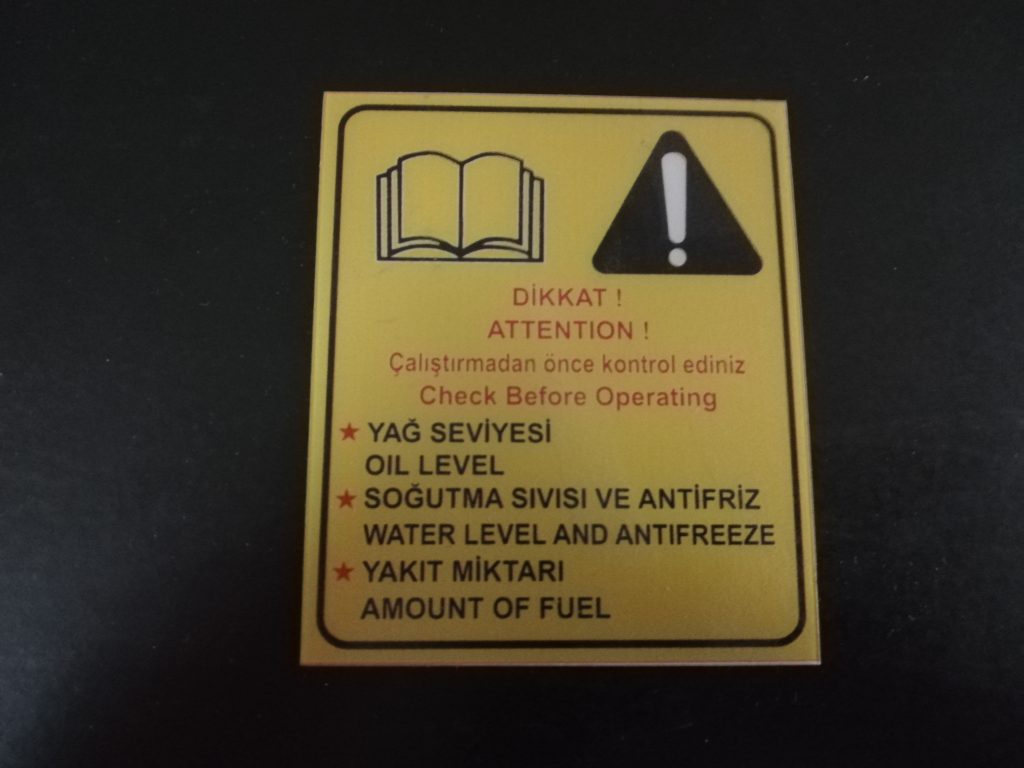 DİKKAT !
ATTENTION !
Çalıştırmadan önce kontrol ediniz
Check Before Operating
★ YAĞ SEVİYESİ
OIL LEVEL
★ SOĞUTMA SIVISI VE ANTİFRİZ
WATER LEVEL AND ANTIFREEZE
★ YAKIT MİKTARI
AMOUNT OF FUEL